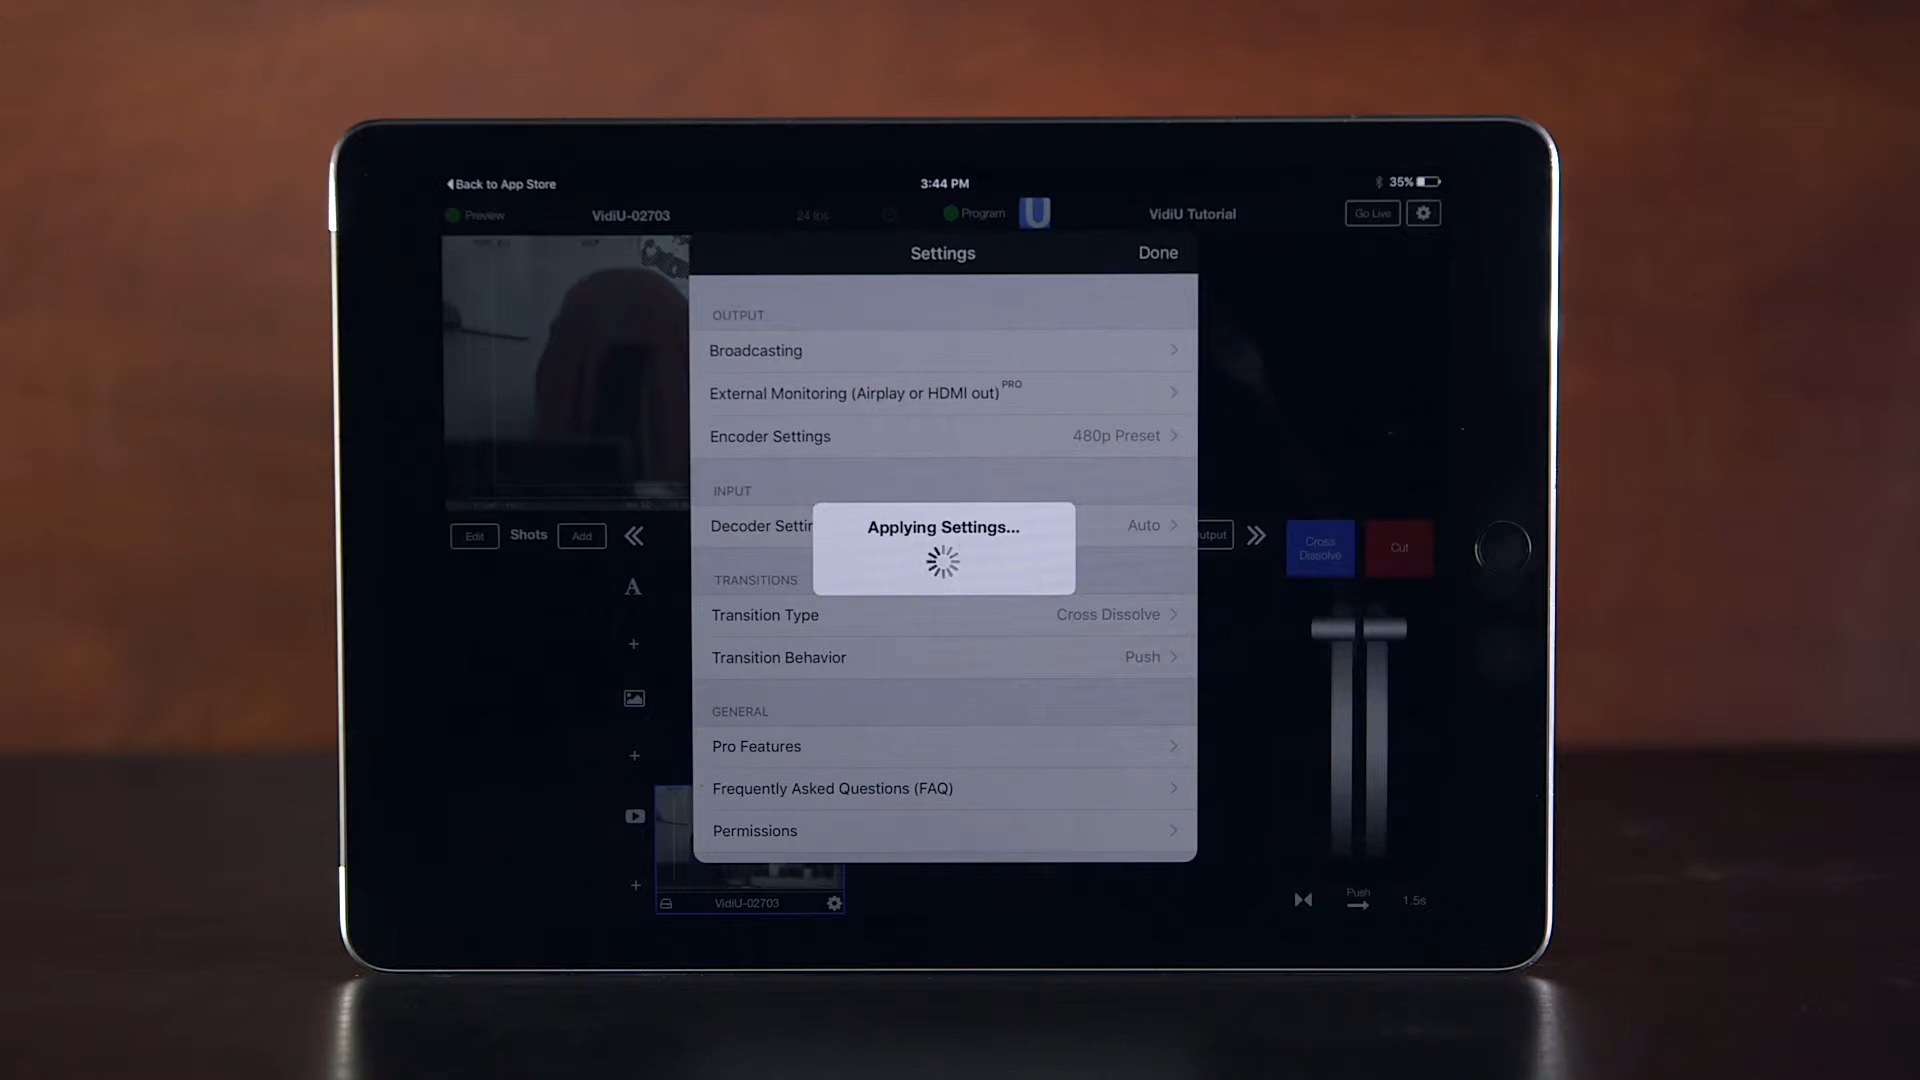 Back to App Store
3:44 PM
35%
Preview
VidiU-02703
24 fps
Program
U
VidiU Tutorial
Go Live
Settings
Done
OUTPUT
Broadcasting
External Monitoring (Airplay or HDMI out) PRO
Encoder Settings
480p Preset
INPUT
Decoder Settin
Auto
Applying Settings...
Edit
Shots
Add
utput
Cross
Dissolve
Cut
A
TRANSITIONS
Transition Type
Cross Dissolve
Transition Behavior
Push
GENERAL
Pro Features
Frequently Asked Questions (FAQ)
Permissions
VidiU-02703
Push
1.5s